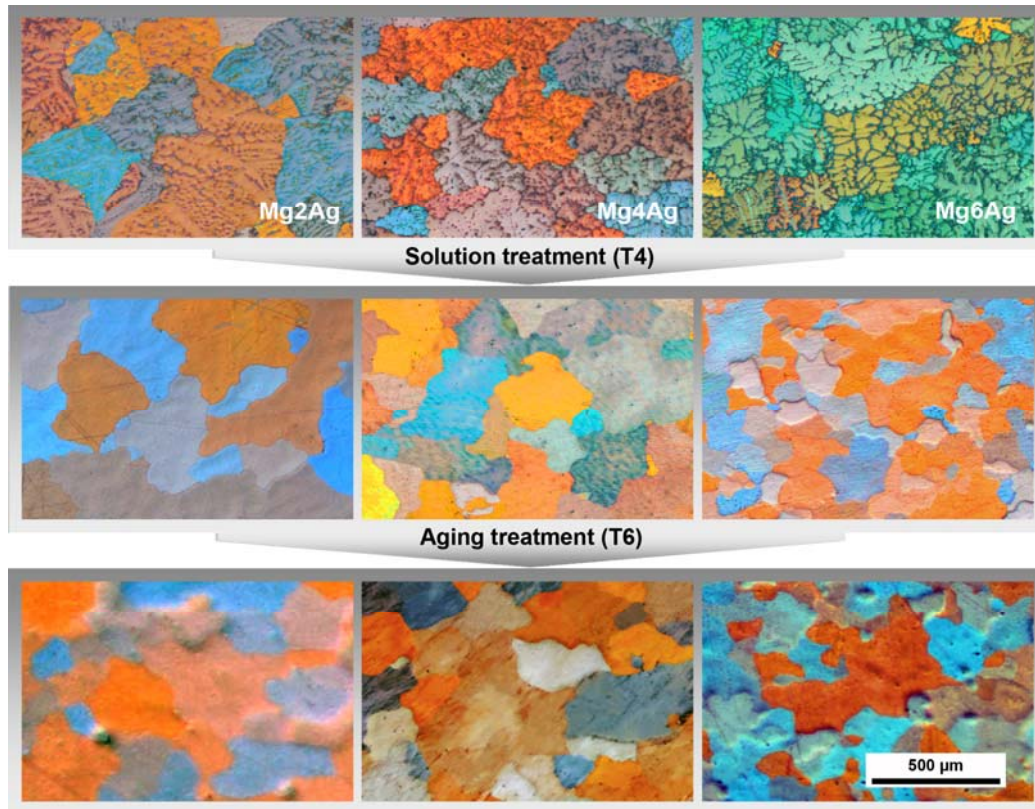 Mg2Ag
Mg4Ag
Mg6Ag
Solution treatment (T4)
Aging treatment (T6)
500 µm